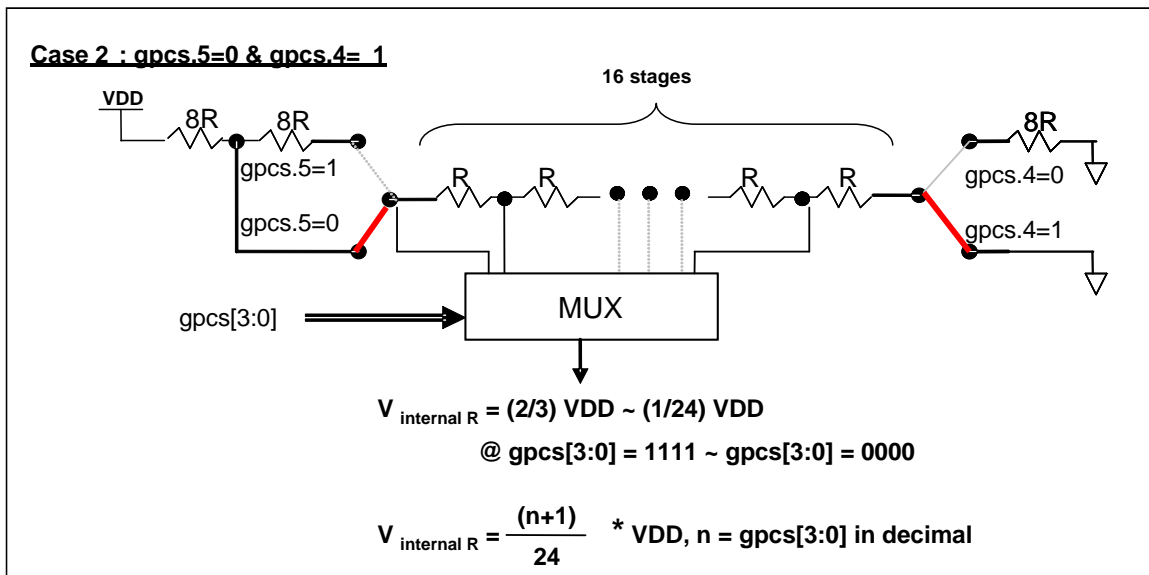 Case 2 : gpcs.5=0 & gpcs.4= 1
16 stages
VDD
8R 8R 8R
gpcs.5=1
R R R R
gpcs.4=0
gpcs.5=0
gpcs.4=1
gpcs[3:0]
MUX
V internal R = (2/3) VDD ~ (1/24) VDD
@ gpcs[3:0] = 1111 ~ gpcs[3:0] = 0000
V internal R = (n+1) / 24 * VDD, n = gpcs[3:0] in decimal